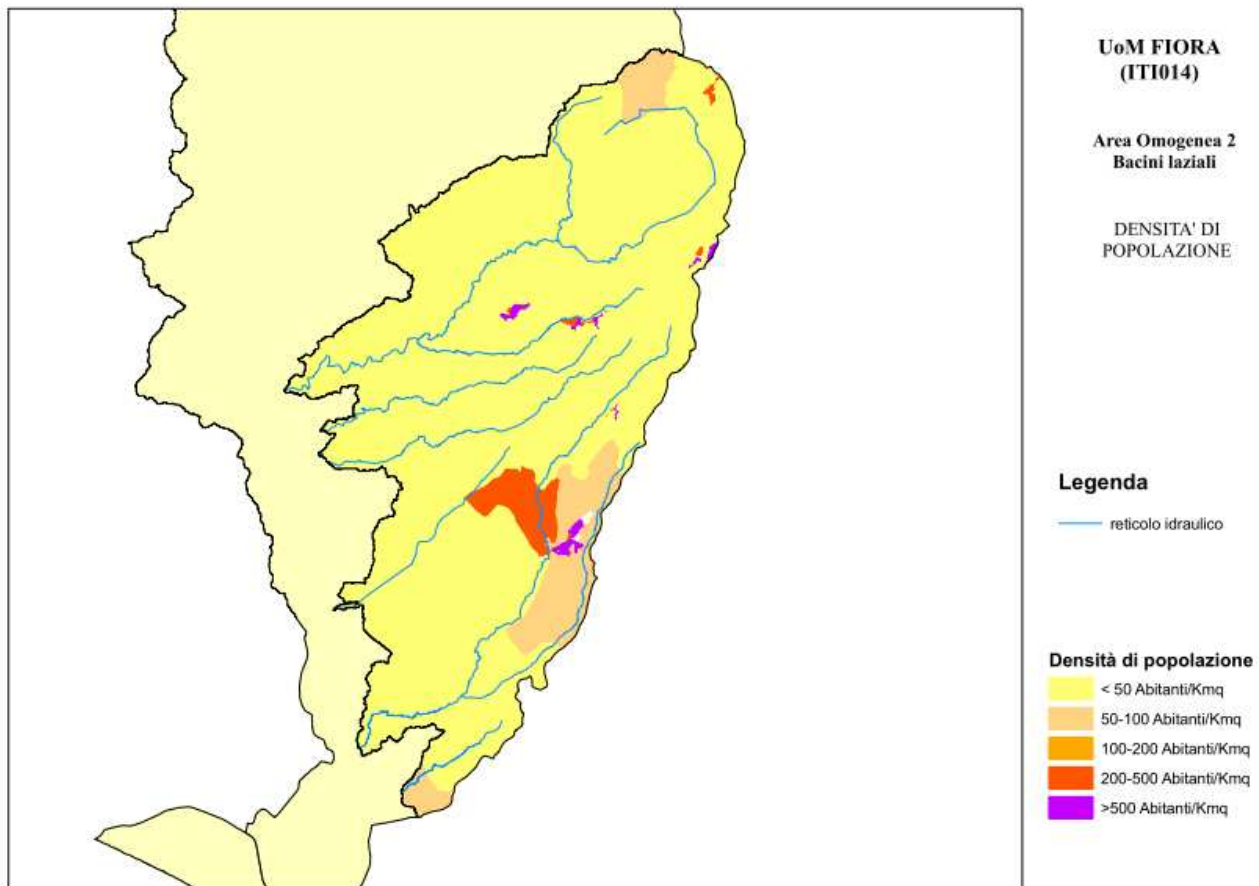 UoM FIORA
(ITI014)
Area Omogenea 2
Bacini laziali
DENSITA' DI
POPOLAZIONE
Legenda
reticolo idraulico
Densità di popolazione
< 50 Abitanti/Kmq
50-100 Abitanti/Kmq
100-200 Abitanti/Kmq
200-500 Abitanti/Kmq
>500 Abitanti/Kmq